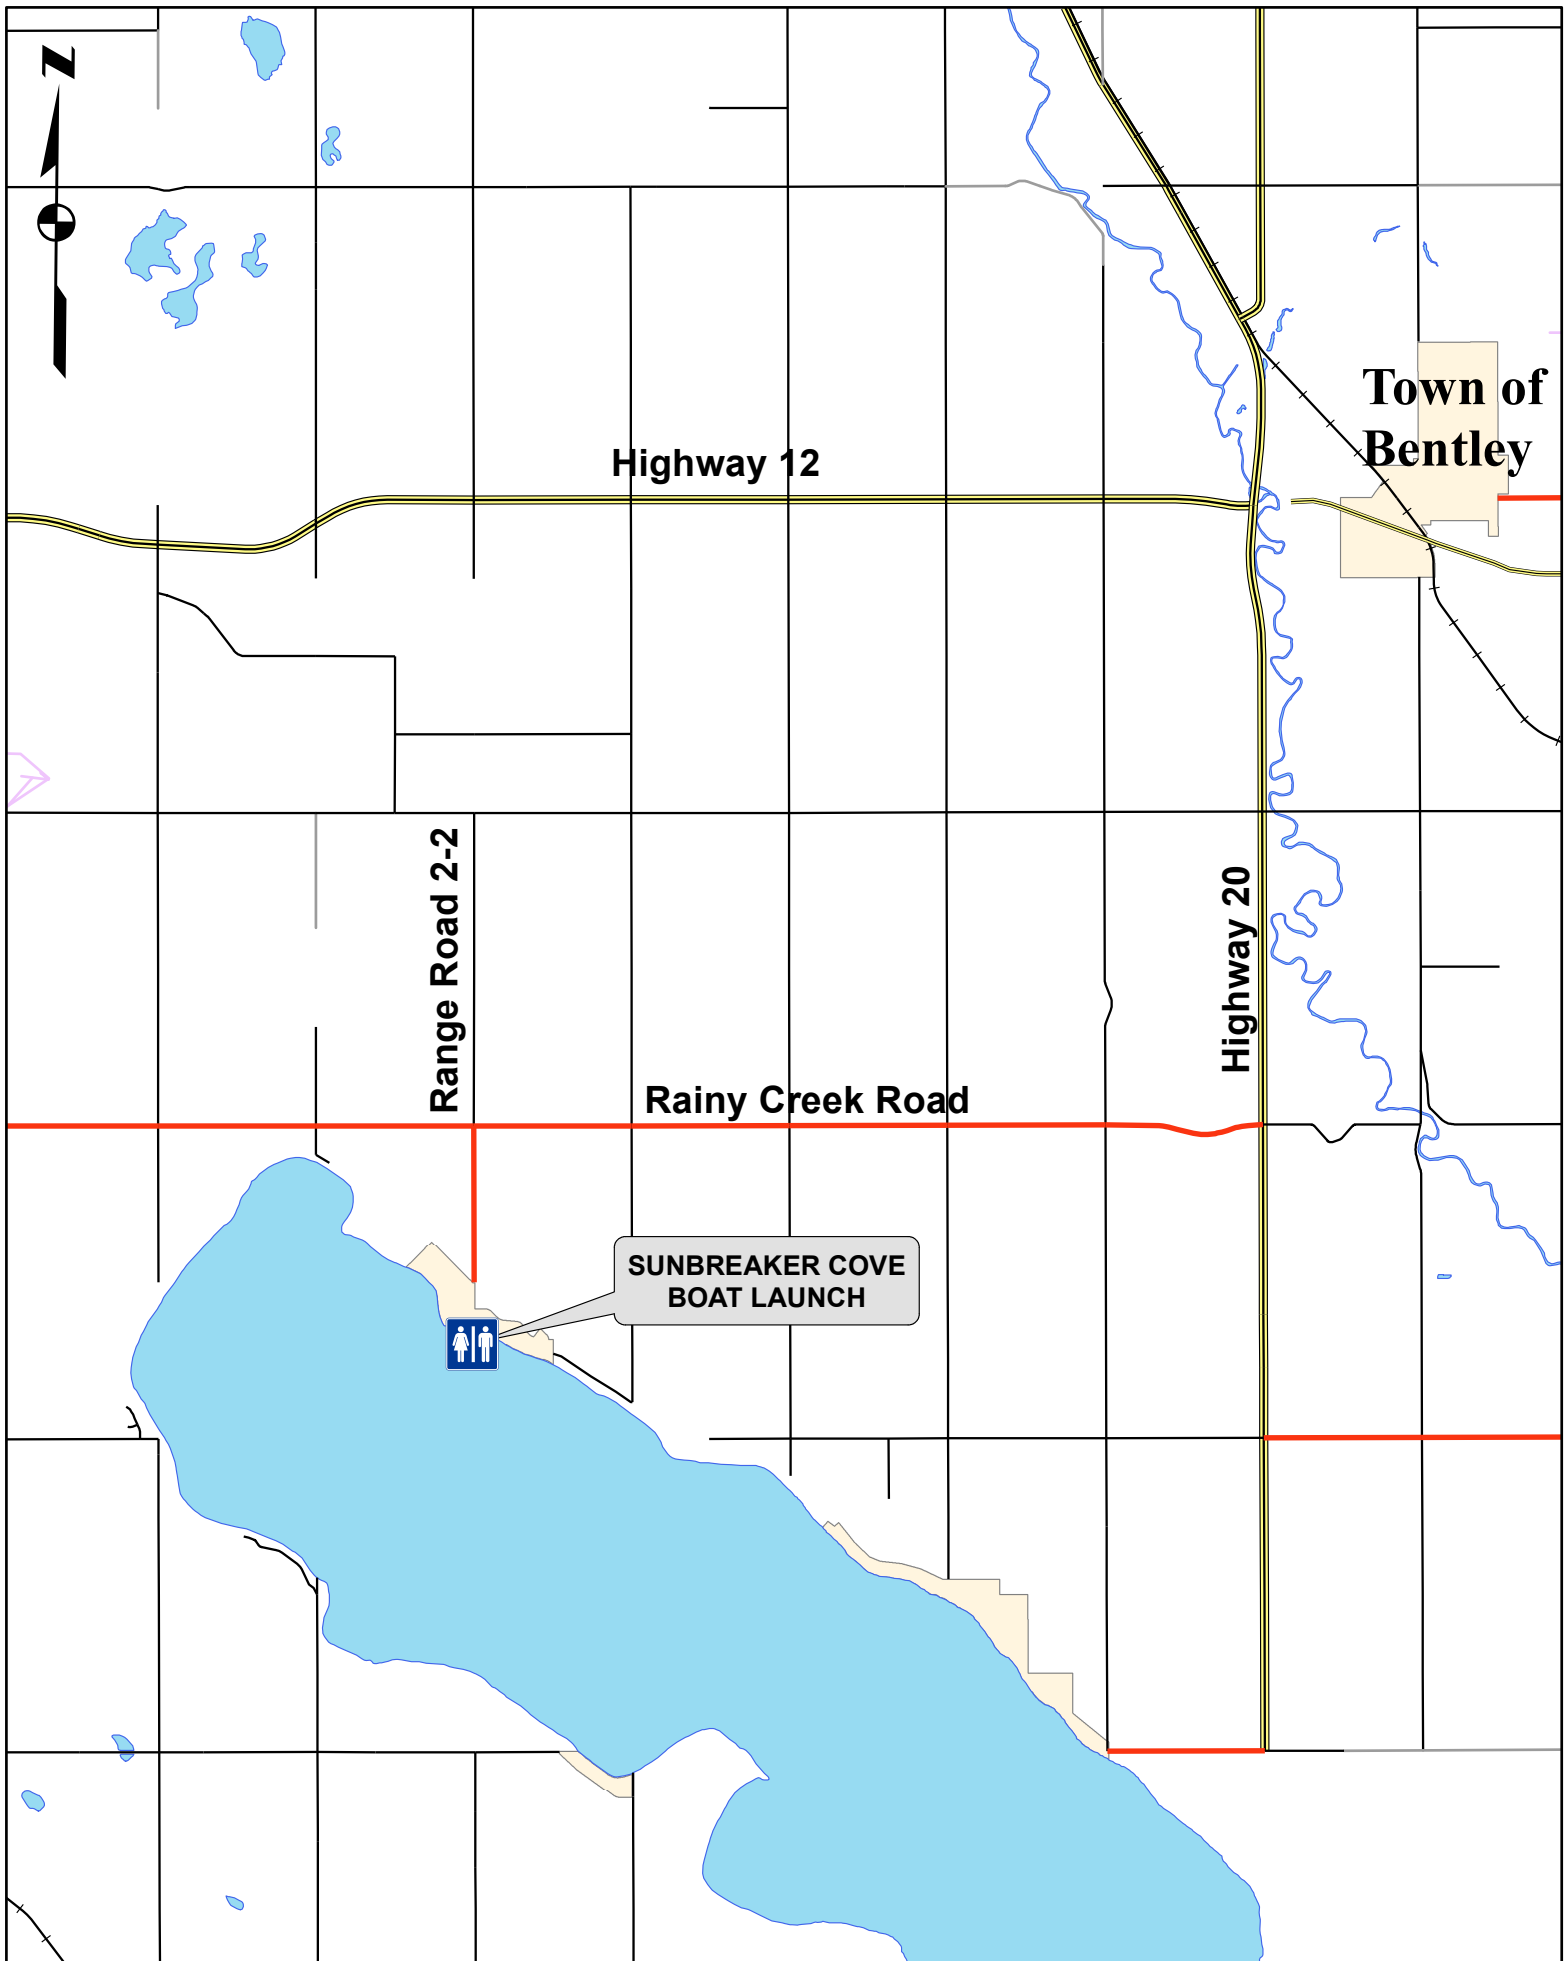 N
Town of
Bentley
Highway 12
Range Road 2-2
Highway 20
Rainy Creek Road
SUNBREAKER COVE
BOAT LAUNCH